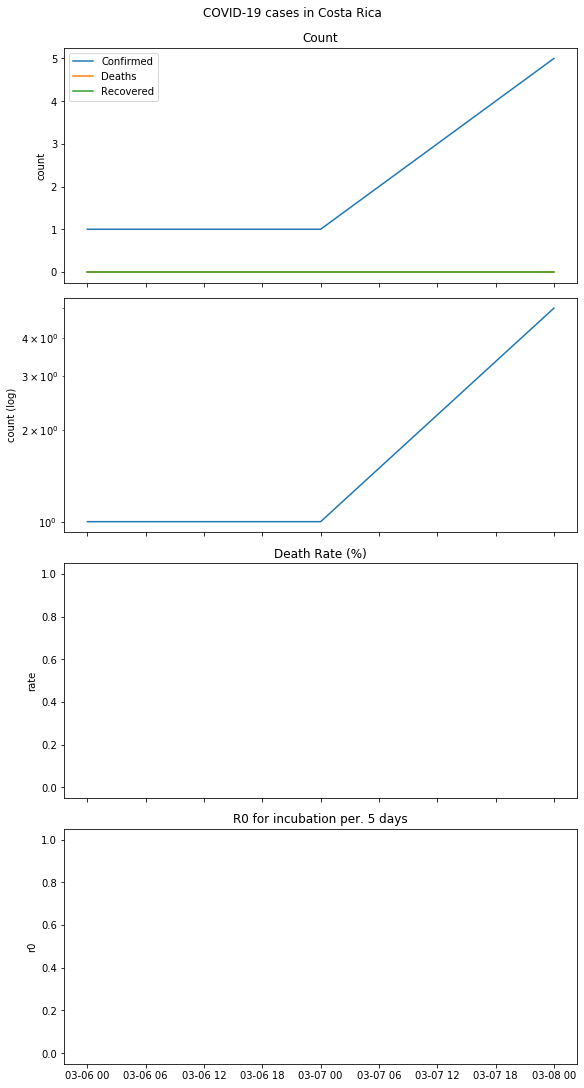 COVID-19 cases in Costa Rica
Count
Confirmed
Deaths
Recovered
5
4
3
2
1
0
count
4 × 10⁰
3 × 10⁰
2 × 10⁰
10⁰
count (log)
Death Rate (%)
1.0
0.8
0.6
0.4
0.2
0.0
rate
R0 for incubation per. 5 days
1.0
0.8
0.6
0.4
0.2
0.0
r0
03-06 00 03-06 06 03-06 12 03-06 18 03-07 00 03-07 06 03-07 12 03-07 18 03-08 00